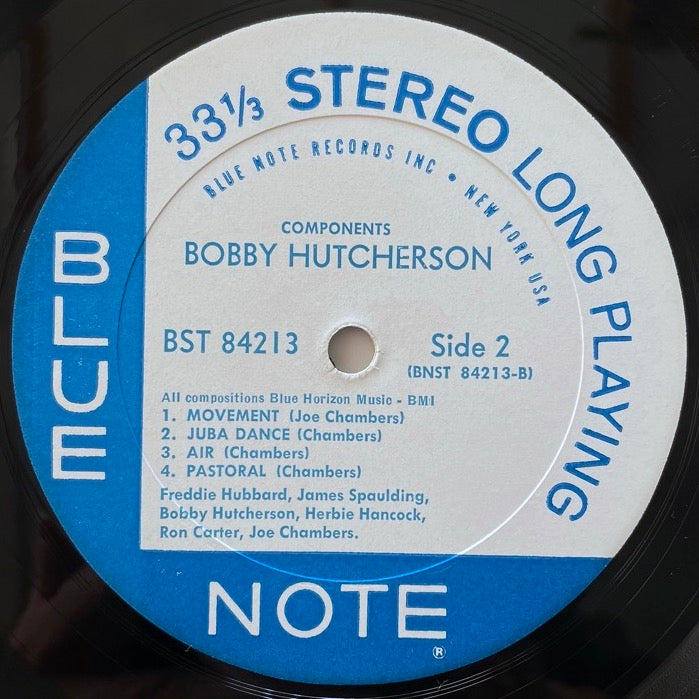 33⅓ STEREO LONG PLAYING
BLUE NOTE RECORDS INC • NEW YORK USA
COMPONENTS
BOBBY HUTCHERSON
BST 84213
Side 2
(BNST 84213-B)
All compositions Blue Horizon Music - BMI
1. MOVEMENT (Joe Chambers)
2. JUBA DANCE (Chambers)
3. AIR (Chambers)
4. PASTORAL (Chambers)
Freddie Hubbard, James Spaulding,
Bobby Hutcherson, Herbie Hancock,
Ron Carter, Joe Chambers.
BLUE
NOTE
®